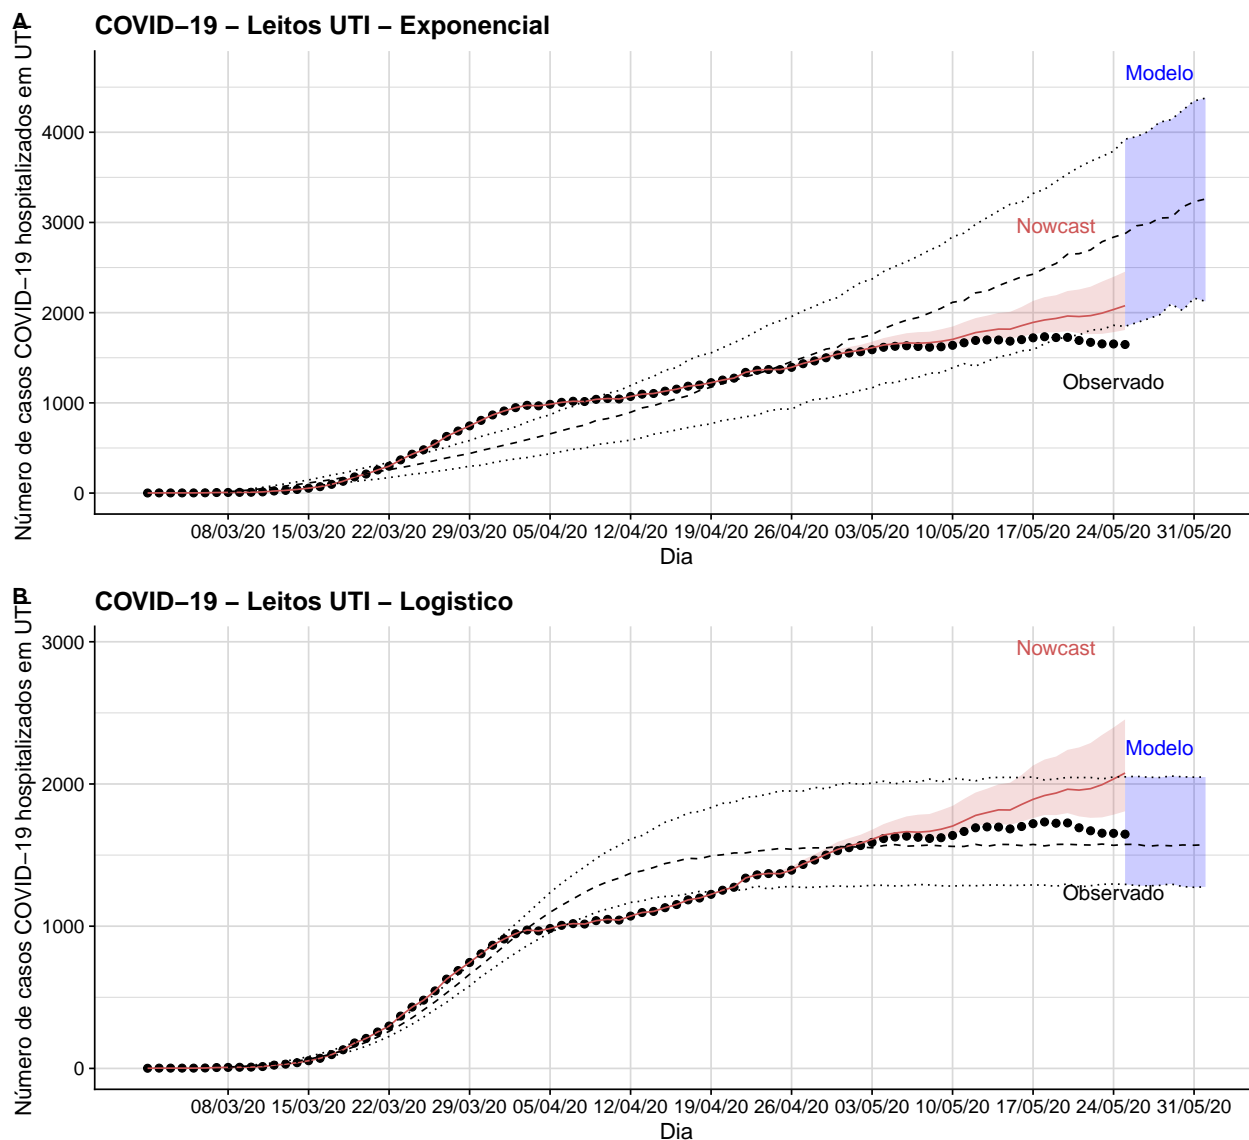 A
COVID−19 − Leitos UTI − Exponencial
Número de casos COVID−19 hospitalizados em UTI
4000
3000
2000
1000
0
Modelo
Nowcast
Observado
08/03/20 15/03/20 22/03/20 29/03/20 05/04/20 12/04/20 19/04/20 26/04/20 03/05/20 10/05/20 17/05/20 24/05/20 31/05/20
Dia
B
COVID−19 − Leitos UTI − Logistico
Número de casos COVID−19 hospitalizados em UTI
3000
2000
1000
0
Nowcast
Modelo
Observado
08/03/20 15/03/20 22/03/20 29/03/20 05/04/20 12/04/20 19/04/20 26/04/20 03/05/20 10/05/20 17/05/20 24/05/20 31/05/20
Dia